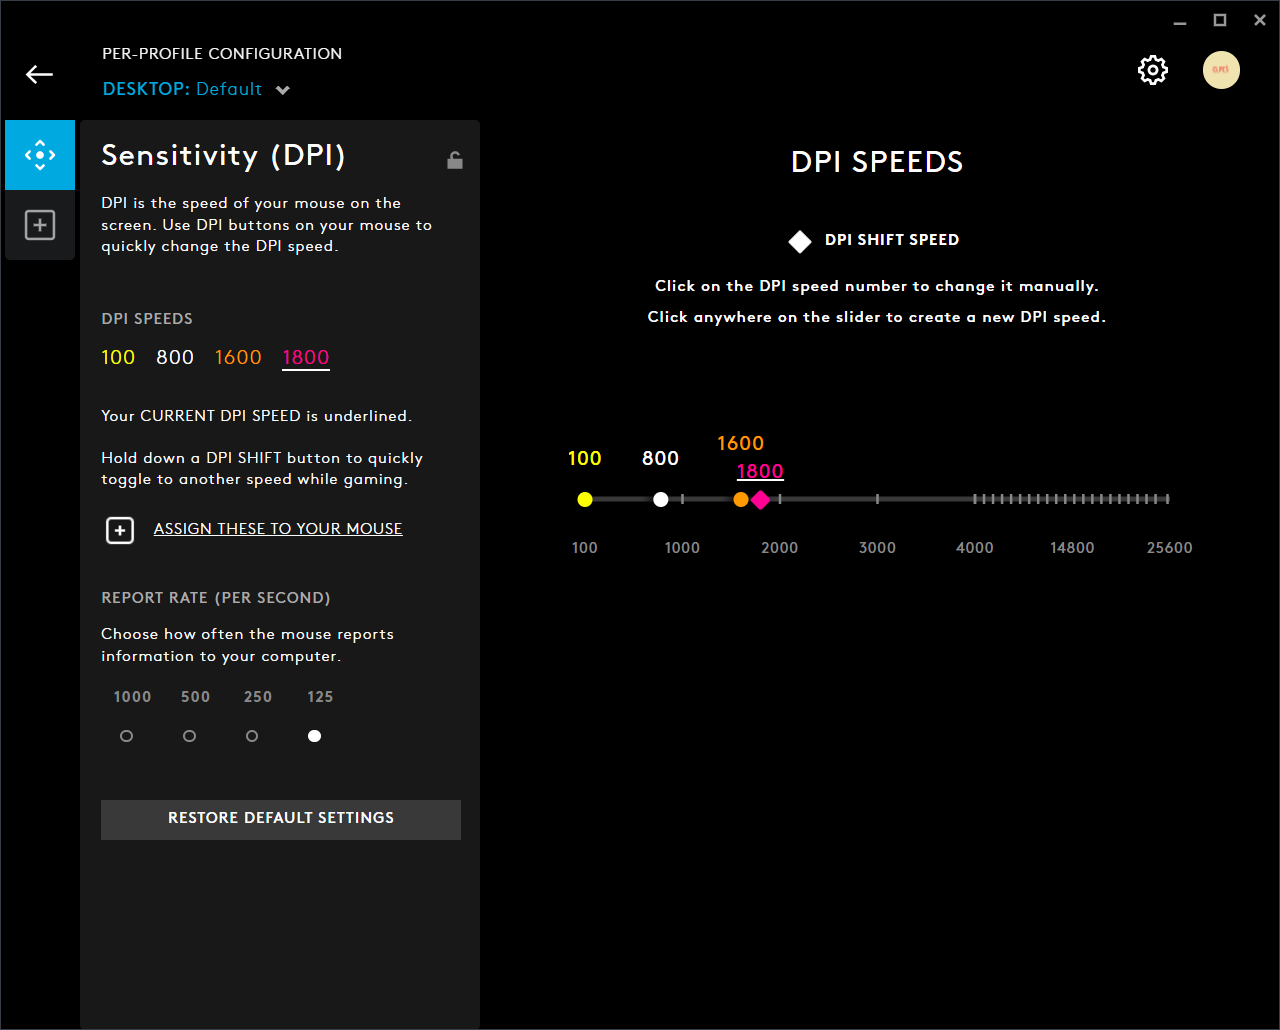 PER-PROFILE CONFIGURATION
DESKTOP: Default
Sensitivity (DPI)
DPI is the speed of your mouse on the
screen. Use DPI buttons on your mouse to
quickly change the DPI speed.
DPI SPEEDS
100 800 1600 1800
Your CURRENT DPI SPEED is underlined.
Hold down a DPI SHIFT button to quickly
toggle to another speed while gaming.
ASSIGN THESE TO YOUR MOUSE
REPORT RATE (PER SECOND)
Choose how often the mouse reports
information to your computer.
1000 500 250 125
RESTORE DEFAULT SETTINGS
DPI SPEEDS
DPI SHIFT SPEED
Click on the DPI speed number to change it manually.
Click anywhere on the slider to create a new DPI speed.
1600
100 800
1800
100 1000 2000 3000 4000 14800 25600